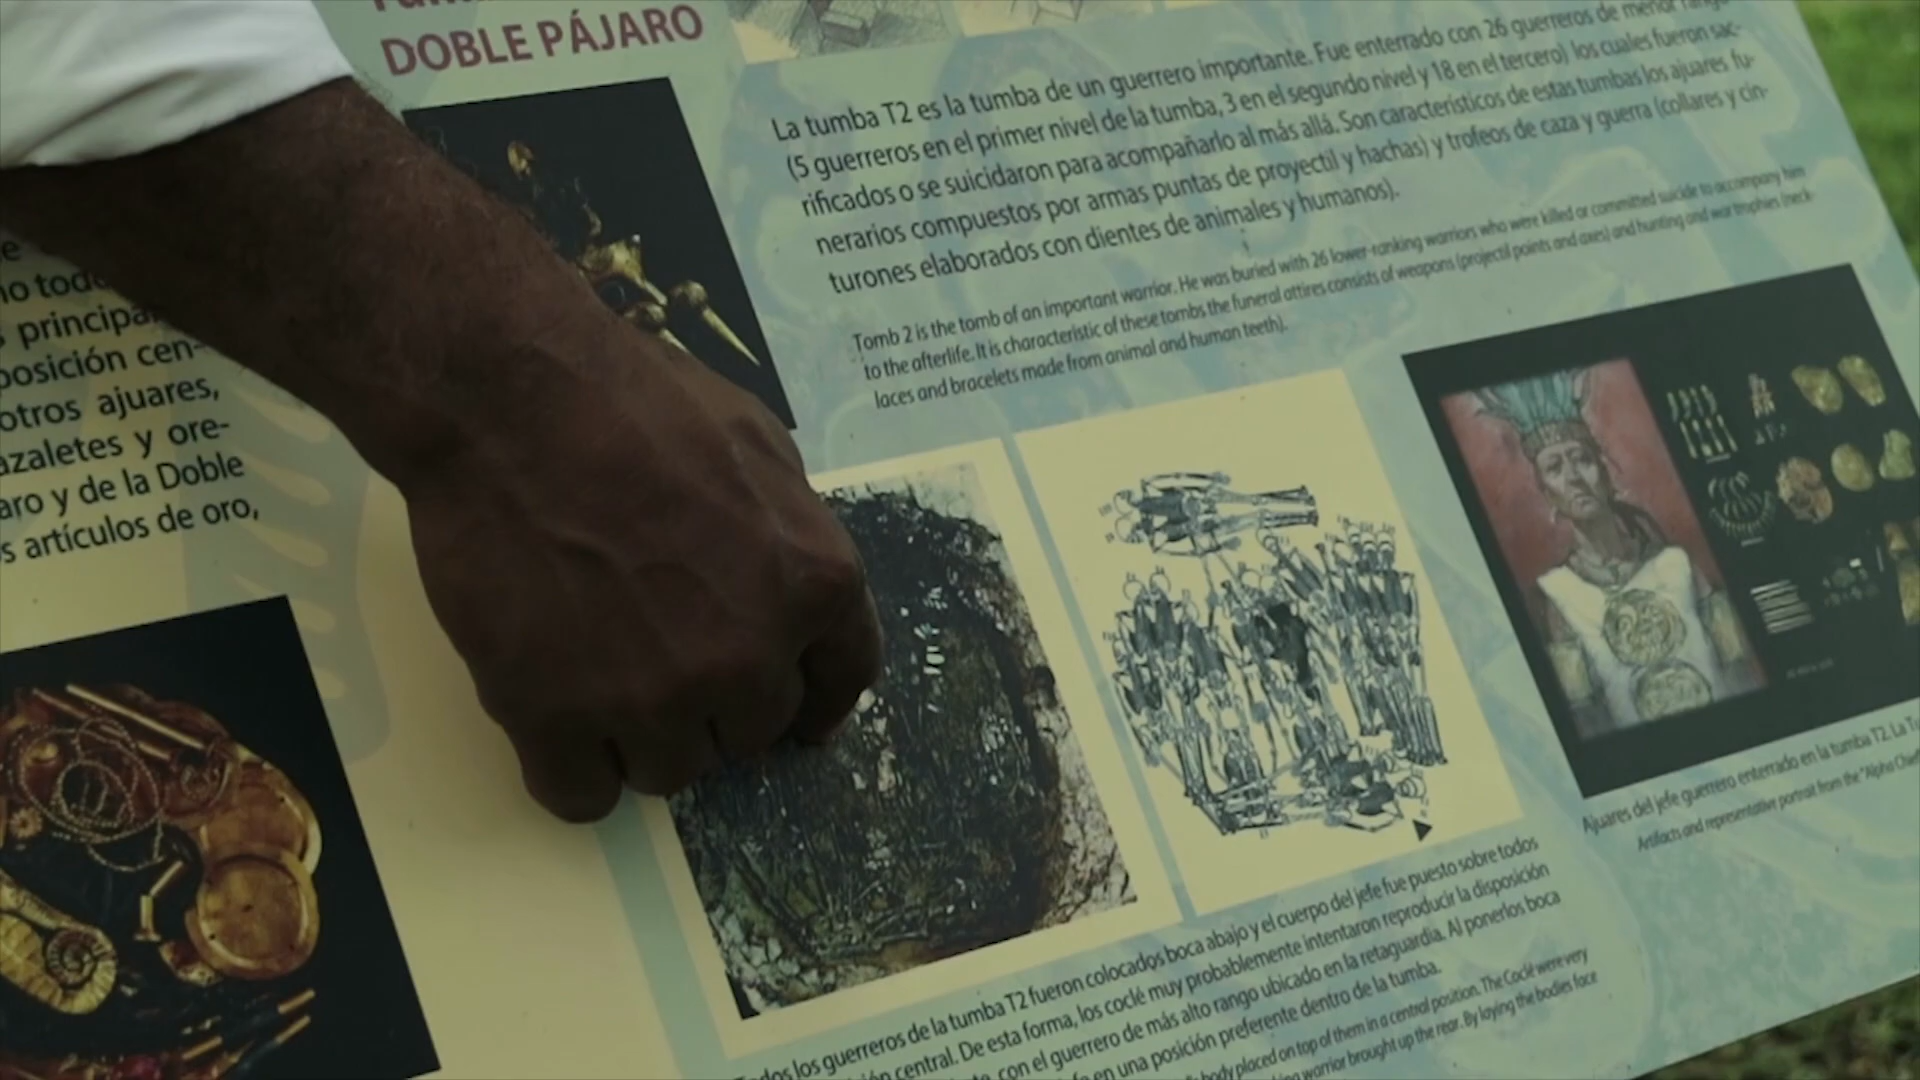 DOBLE PÁJARO
La tumba T2 es la tumba de un guerrero importante. Fue enterrado con 26 guerreros de menor rango
(5 guerreros en el primer nivel de la tumba, 3 en el segundo nivel y 18 en el tercero) los cuales fueron sac-
rificados o se suicidaron para acompañarlo al más allá. Son característicos de estas tumbas los ajuares fu-
nerarios compuestos por armas puntas de proyectil y hachas) y trofeos de caza y guerra (collares y cin-
turones elaborados con dientes de animales y humanos).
Tomb 2 is the tomb of an important warrior. He was buried with 26 lower-ranking warriors who were killed or committed suicide to accompany him
to the afterlife. It is characteristic of these tombs the funeral attires consists of weapons (projectil points and axes) and hunting and war trophies (neck-
laces and bracelets made from animal and human teeth).
no todo
principa
posición cen-
otros ajuares,
azaletes y ore-
aro y de la Doble
s artículos de oro,
Ajuares del jefe guerrero enterrado en la tumba T2. La
Artifacts and representative portrait from the "Alpha Chief
Todos los guerreros de la tumba T2 fueron colocados boca abajo y el cuerpo del jefe fue puesto sobre todos
central. De esta forma, los coclé muy probablemente intentaron reproducir la disposición
con el guerrero de más alto rango ubicado en la retaguardia. Al ponerlos boca
en una posición preferente dentro de la tumba.
body placed on top of them in a central position. The Coclé were very
warrior brought up the rear. By laying the bodies face